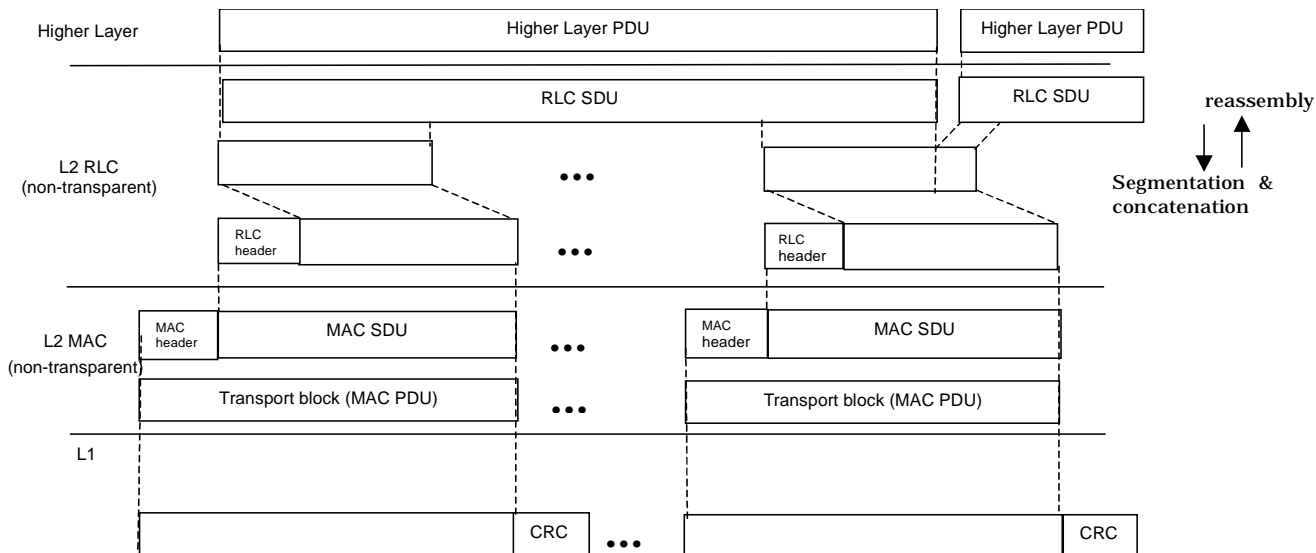 Higher Layer
Higher Layer PDU
Higher Layer PDU
RLC SDU
RLC SDU
reassembly
L2 RLC
(non-transparent)
•••
Segmentation &
concatenation
RLC
header
•••
RLC
header
L2 MAC
(non-transparent)
MAC
header
MAC SDU
•••
MAC
header
MAC SDU
Transport block (MAC PDU)
•••
Transport block (MAC PDU)
L1
CRC
•••
CRC